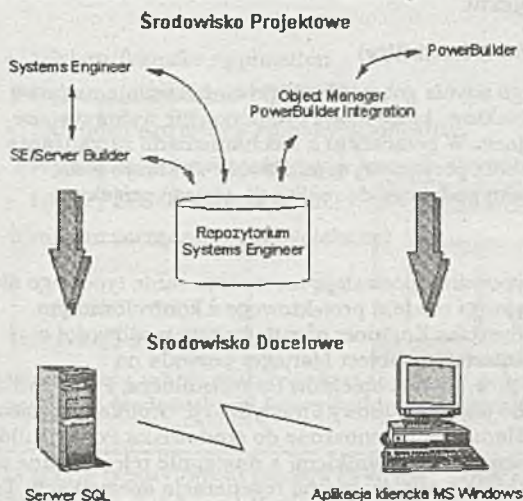 Środowisko Projektowe
PowerBuilder
Systems Engineer
Object Manager
PowerBuilder Integration
SE/Server Builder
Repozytorium
Systems Engineer
Środowisko Docelowe
Serwer SQL
Aplikacja kliencka MS Windows